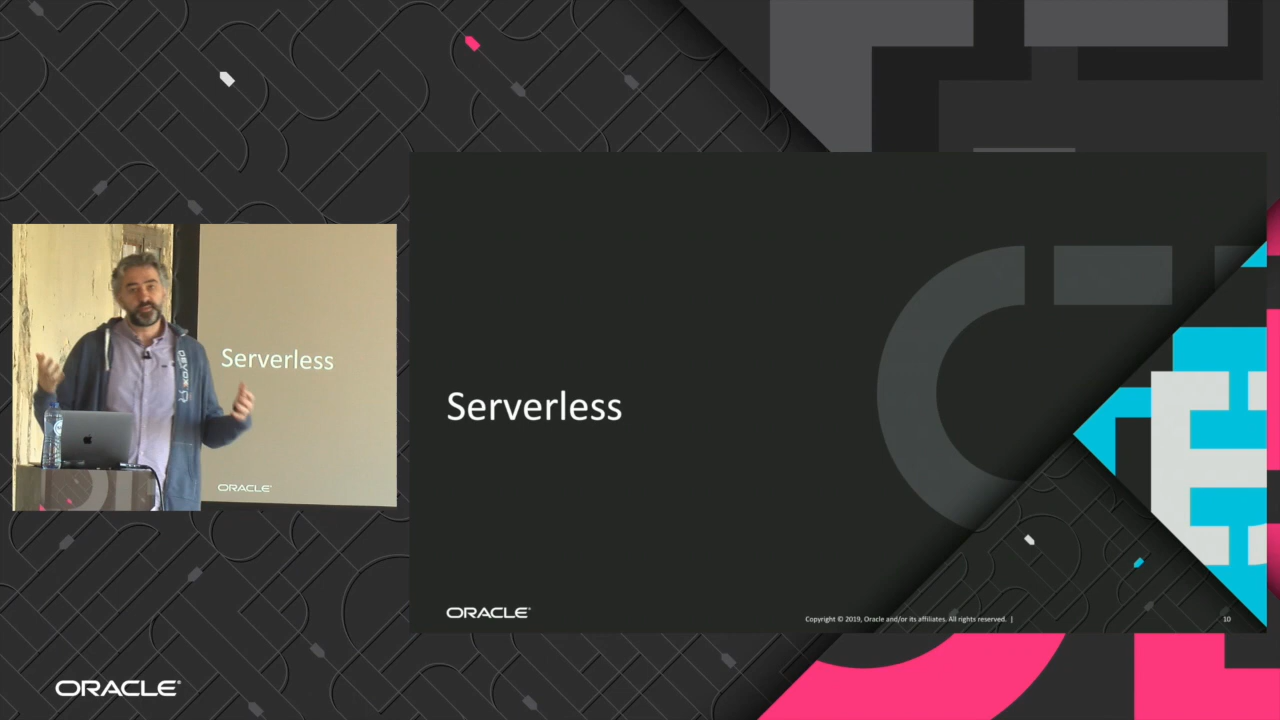 Serverless
ORACLE
Serverless
ORACLE
Copyright © 2019, Oracle and/or its affiliates. All rights reserved. |
10
ORACLE